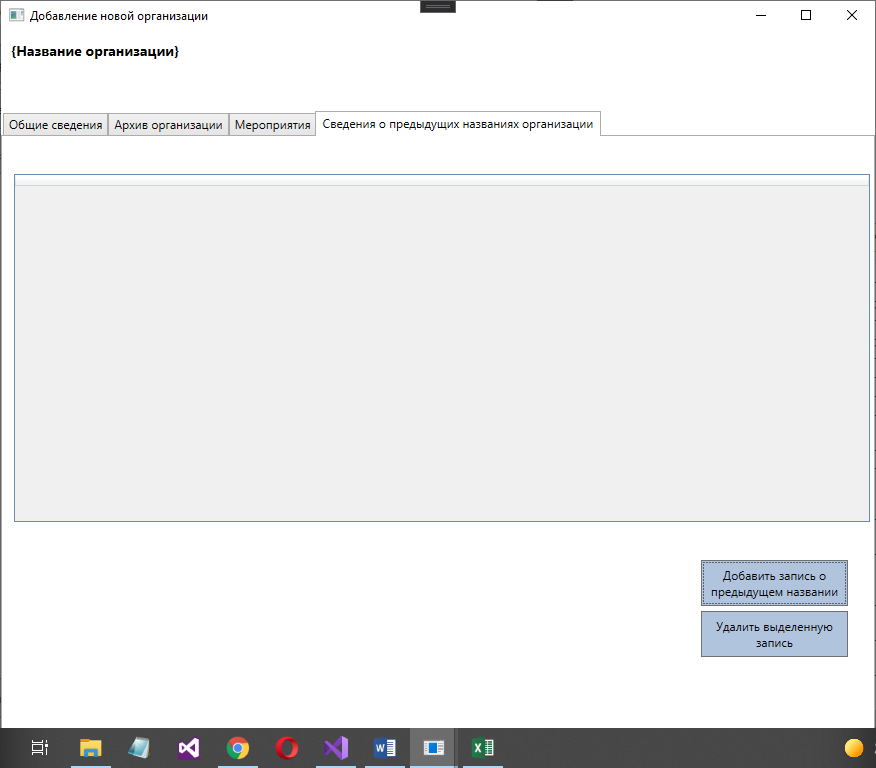 Добавление новой организации
{Название организации}
Общие сведения Архив организации Мероприятия Сведения о предыдущих названиях организации
Добавить запись о
предыдущем названии
Удалить выделенную
запись